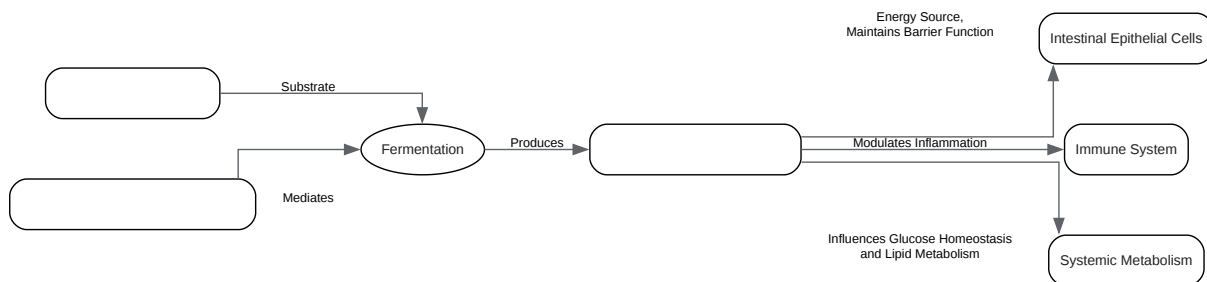 Energy Source,
Maintains Barrier Function
Intestinal Epithelial Cells
Substrate
Fermentation
Produces
Modulates Inflammation
Immune System
Mediates
Influences Glucose Homeostasis
and Lipid Metabolism
Systemic Metabolism